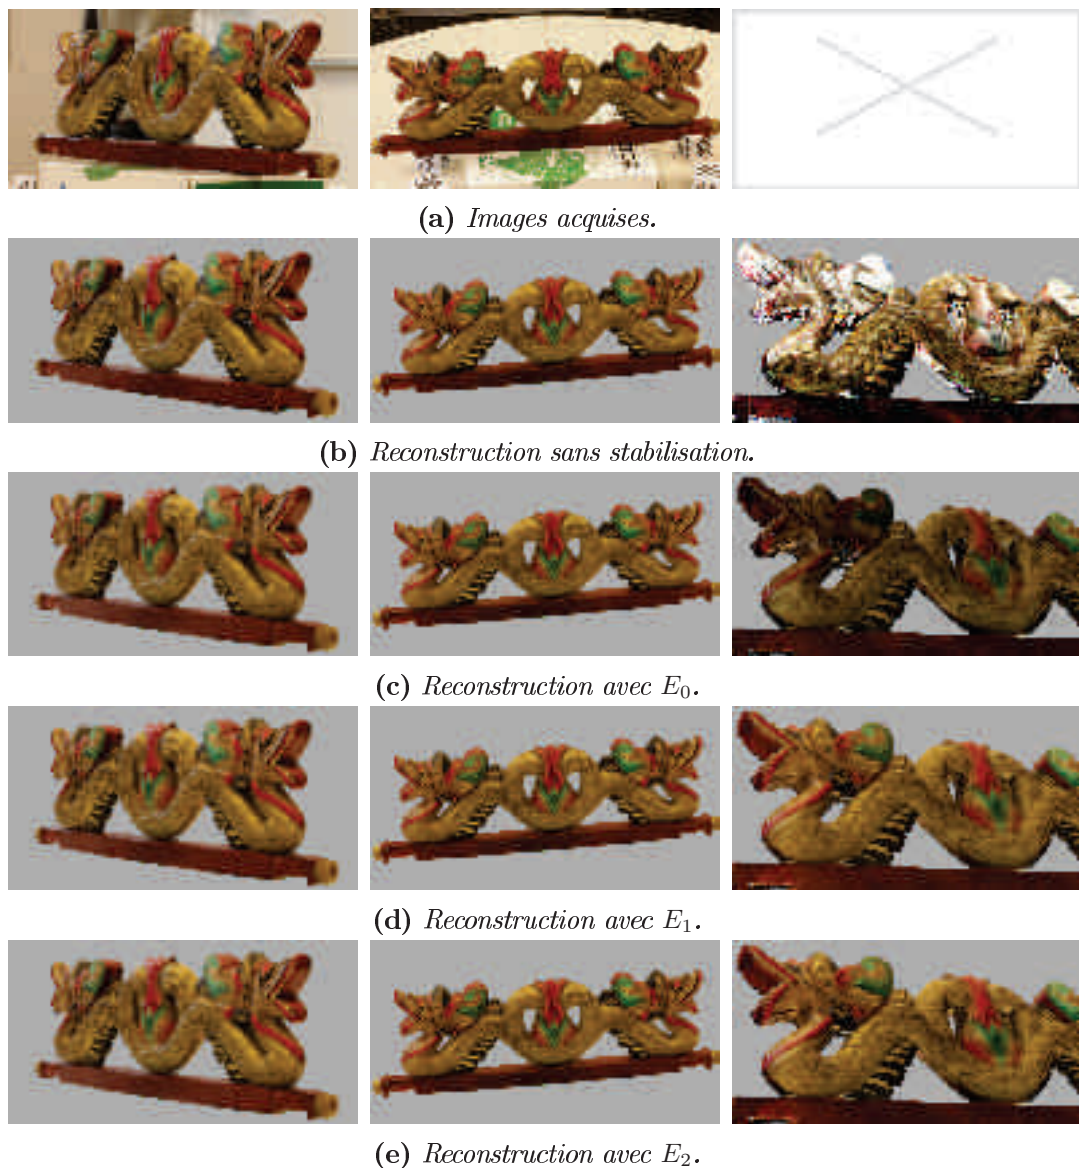 (a) Images acquises.
(b) Reconstruction sans stabilisation.
(c) Reconstruction avec E₀.
(d) Reconstruction avec E₁.
(e) Reconstruction avec E₂.